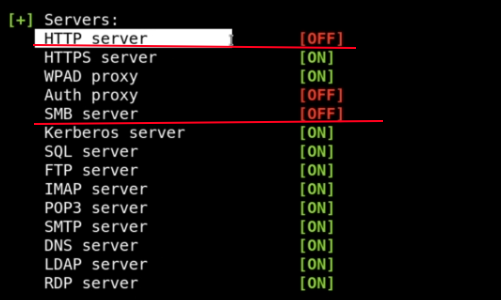 [+] Servers:
HTTP server [OFF]
HTTPS server [ON]
WPAD proxy [ON]
Auth proxy [OFF]
SMB server [OFF]
Kerberos server [ON]
SQL server [ON]
FTP server [ON]
IMAP server [ON]
POP3 server [ON]
SMTP server [ON]
DNS server [ON]
LDAP server [ON]
RDP server [ON]